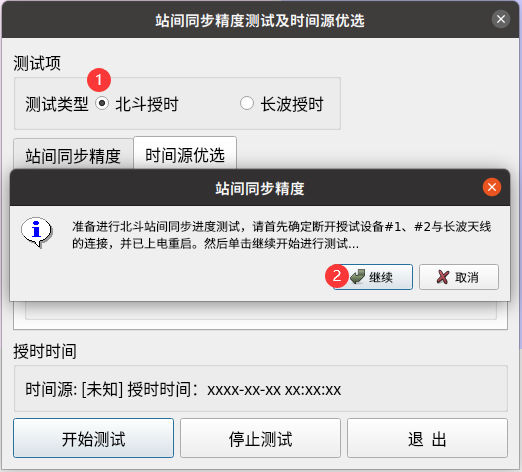 站间同步精度测试及时间源优选
测试项
1
测试类型 北斗授时 长波授时
站间同步精度 时间源优选
站间同步精度
准备进行北斗站间同步进度测试，请首先确定断开授试设备#1、#2与长波天线
的连接，并已上电重启。然后单击继续开始进行测试...
2 继续 取消
授时时间
时间源: [未知] 授时时间： xxxx-xx-xx xx:xx:xx
开始测试 停止测试 退 出